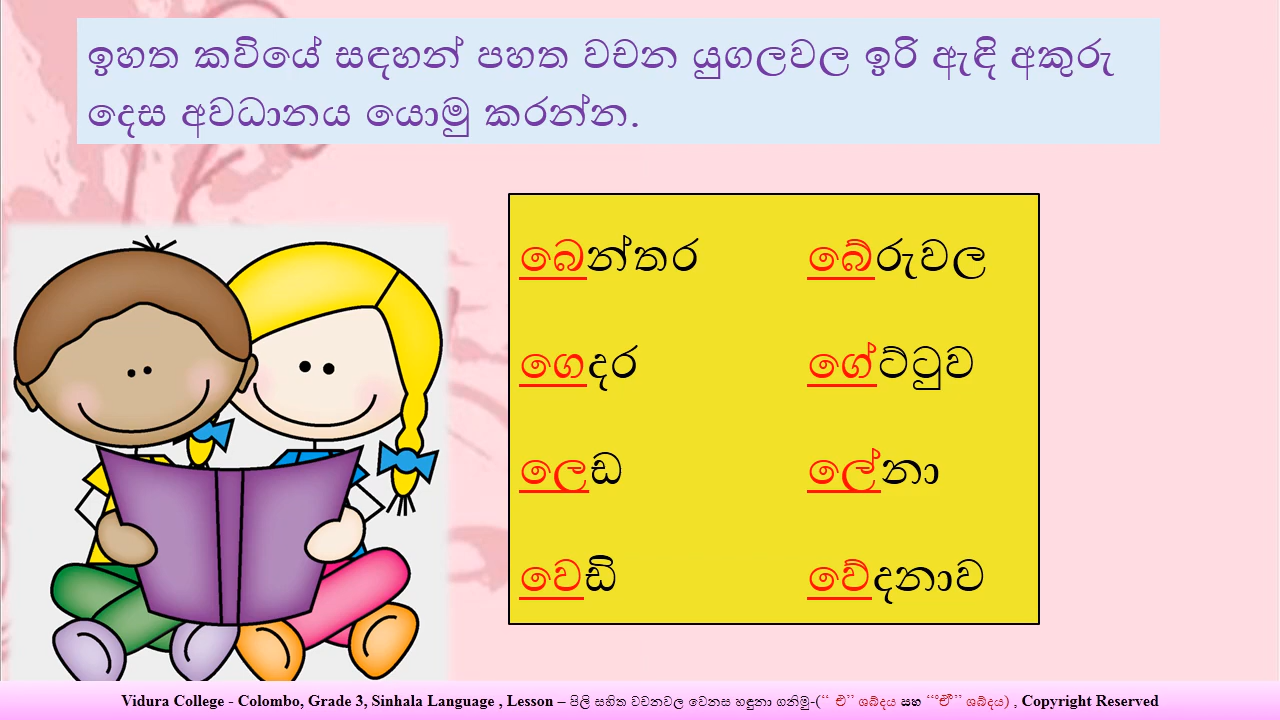 ඉහත කවියේ සඳහන් පහත වචන යුගලවල ඉරි ඇඳි අකුරු
දෙස අවධානය යොමු කරන්න.
බෙන්තර බේරුවල
ගෙදර ගේට්ටුව
ලෙඩ ලේනා
වෙඩි වේදනාව
Vidura College - Colombo, Grade 3, Sinhala Language , Lesson – පිලි සහිත වචනවල වෙනස හඳුනා ගනිමු-(“ එ” ශබ්දය සහ “ඒ” ශබ්දය) , Copyright Reserved